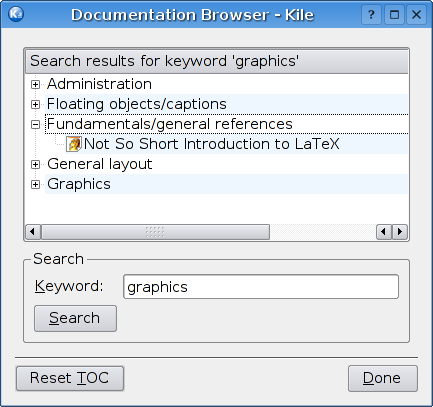 Documentation Browser - Kile
Search results for keyword 'graphics'
Administration
Floating objects/captions
Fundamentals/general references
Not So Short Introduction to LaTeX
General layout
Graphics
Search
Keyword: graphics
Search
Reset TOC Done